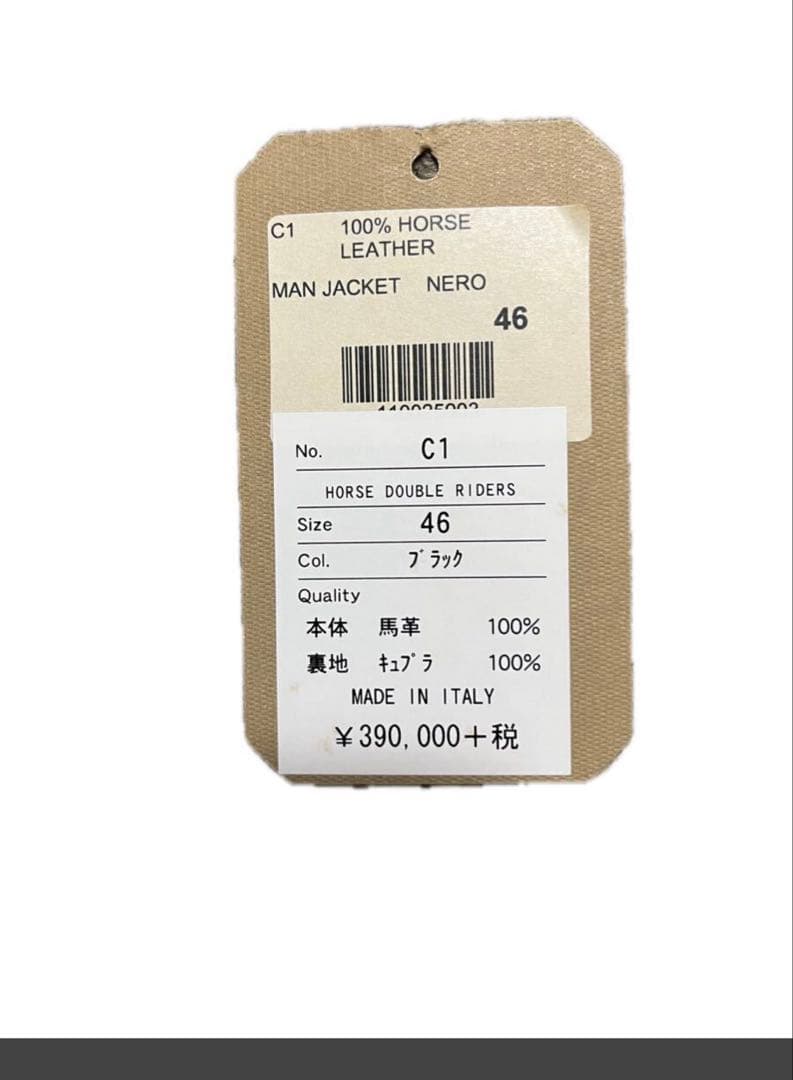 C1 100% HORSE
LEATHER
MAN JACKET NERO
46
No. C1
HORSE DOUBLE RIDERS
Size 46
Col. ﾌﾞﾗｯｸ
Quality
本体 馬革 100%
裏地 ｷｭﾌﾟﾗ 100%
MADE IN ITALY
¥390,000+税